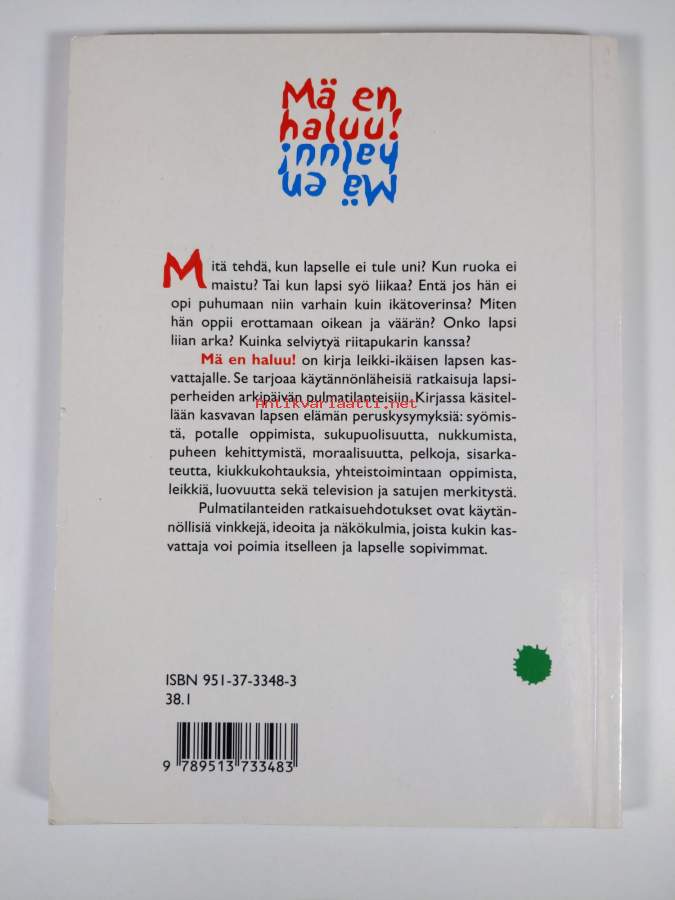 Mä en
haluu!
haluu!
Mä en
Mitä tehdä, kun lapselle ei tule uni? Kun ruoka ei
maistu? Tai kun lapsi syö liikaa? Entä jos hän ei
opi puhumaan niin varhain kuin ikätoverinsa? Miten
hän oppii erottamaan oikean ja väärän? Onko lapsi
liian arka? Kuinka selviytyä riitapukarin kanssa?
Mä en haluu! on kirja leikki-ikäisen lapsen kas-
vattajalle. Se tarjoaa käytännönläheisiä ratkaisuja lapsi-
perheiden arkipäivän pulmatilanteisiin. Kirjassa käsitel-
Antikvariaatti.net
lään kasvavan lapsen elämän peruskysymyksiä: syömis-
tä, potalle oppimista, sukupuolisuutta, nukkumista,
puheen kehittymistä, moraalisuutta, pelkoja, sisarka-
teutta, kiukkukohtauksia, yhteistoimintaan oppimista,
leikkiä, luovuutta sekä television ja satujen merkitystä.
Pulmatilanteiden ratkaisuehdotukset ovat käytän-
nöllisiä vinkkejä, ideoita ja näkökulmia, joista kukin kas-
vattaja voi poimia itselleen ja lapselle sopivimmat.
ISBN 951-37-3348-3
38.1
9 789513 733483